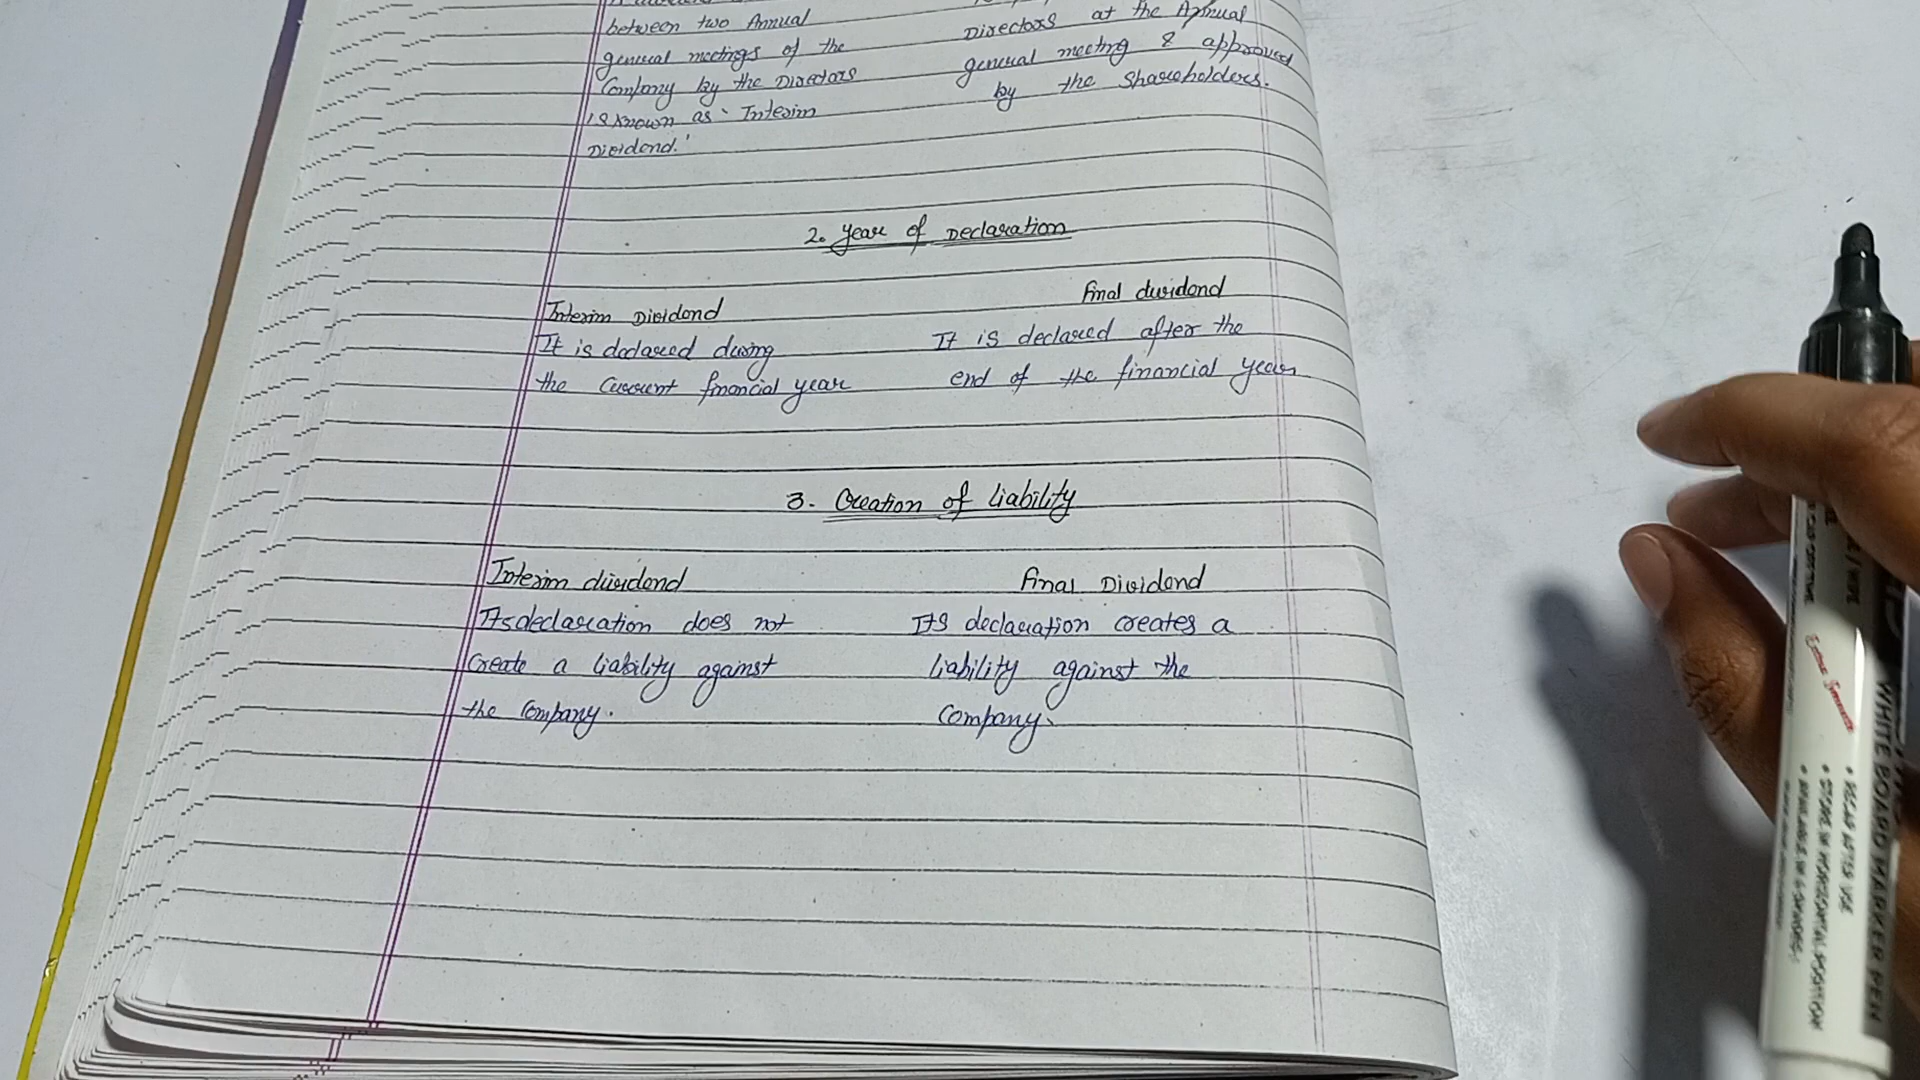 between two Annual
general meetings of the
Company by the Directors
is known as 'Interim
Dividend.'
Directors at the Annual
general meeting & approved
by the Shareholders.
2. Year of Declaration
Interim Dividend
It is declared during
the Current financial year
final dividend
It is declared after the
end of the financial year
3. Creation of liability
Interim dividend
Its declaration does not
Create a liability against
the Company.
final Dividend
Its declaration creates a
liability against the
Company.
WHITE BOARD MARKER PEN